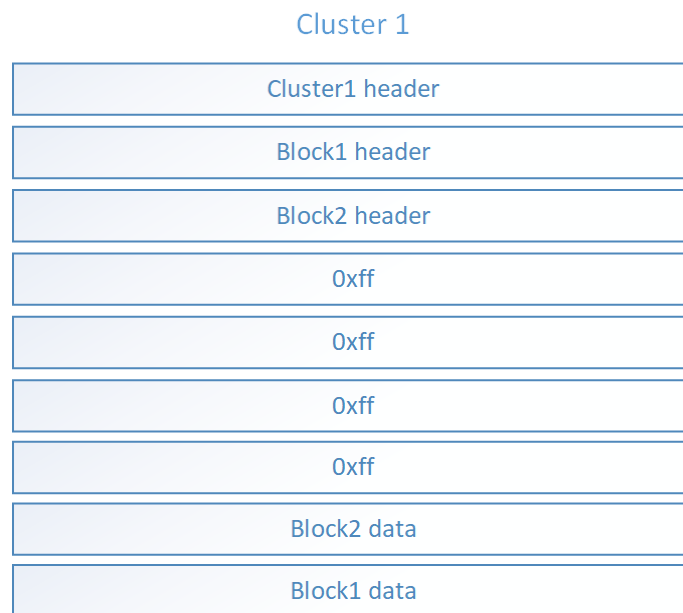 Cluster 1
Cluster1 header
Block1 header
Block2 header
0xff
0xff
0xff
0xff
Block2 data
Block1 data